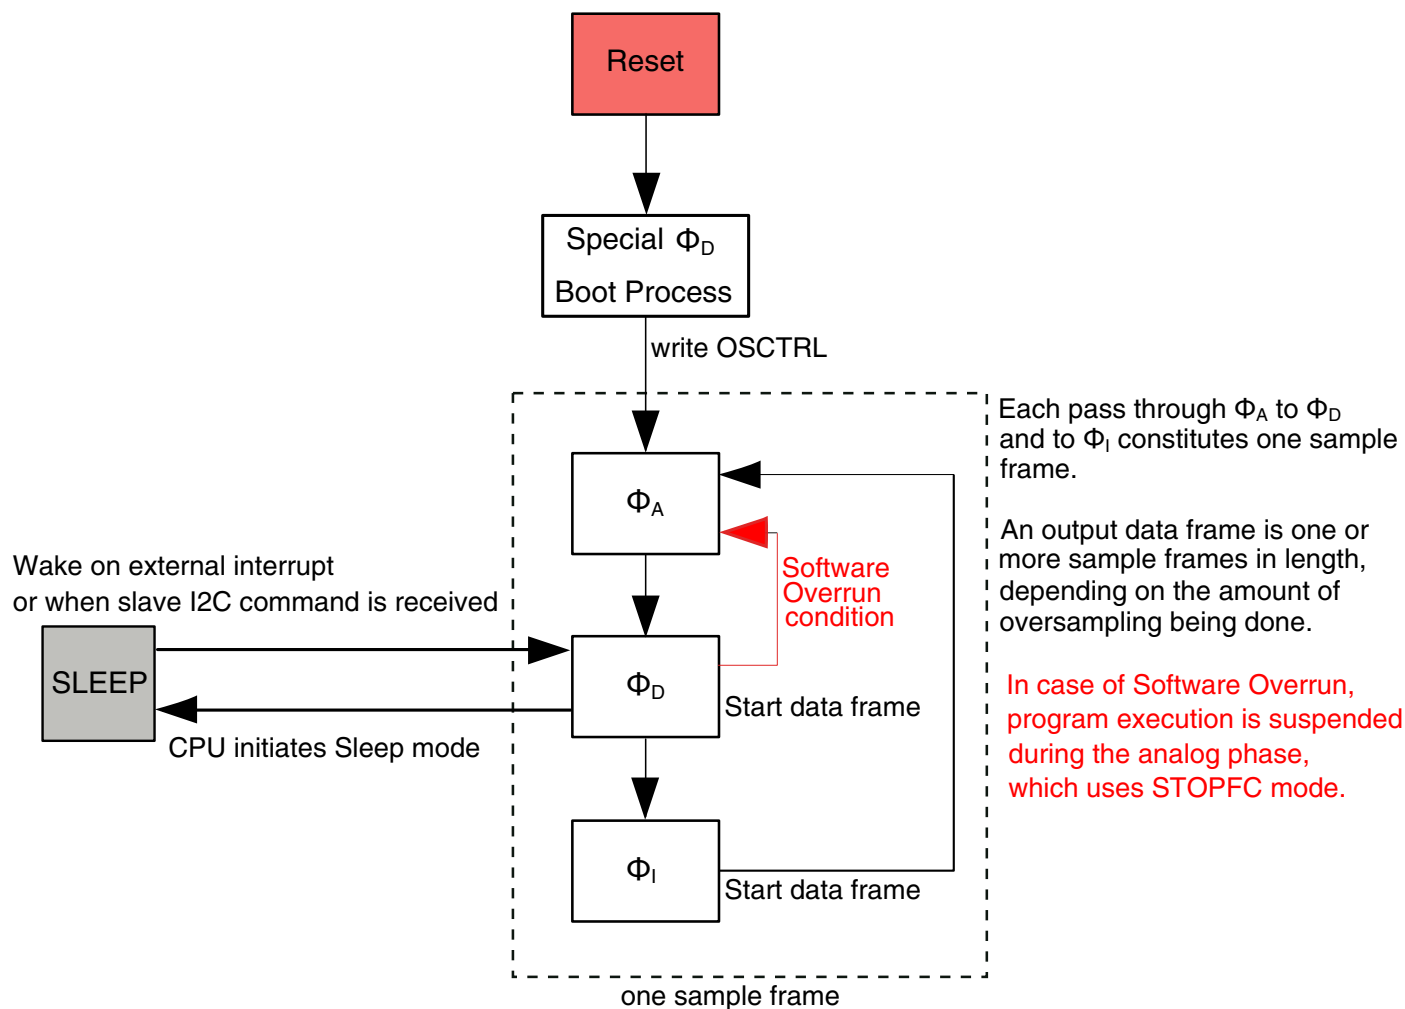 Reset
Special ΦD
Boot Process
write OSCTRL
Each pass through ΦA to ΦD
and to ΦI constitutes one sample
frame.
ΦA
An output data frame is one or
more sample frames in length,
depending on the amount of
oversampling being done.
Wake on external interrupt
or when slave I2C command is received
Software
Overrun
condition
SLEEP
ΦD
Start data frame
CPU initiates Sleep mode
In case of Software Overrun,
program execution is suspended
during the analog phase,
which uses STOPFC mode.
ΦI
Start data frame
one sample frame